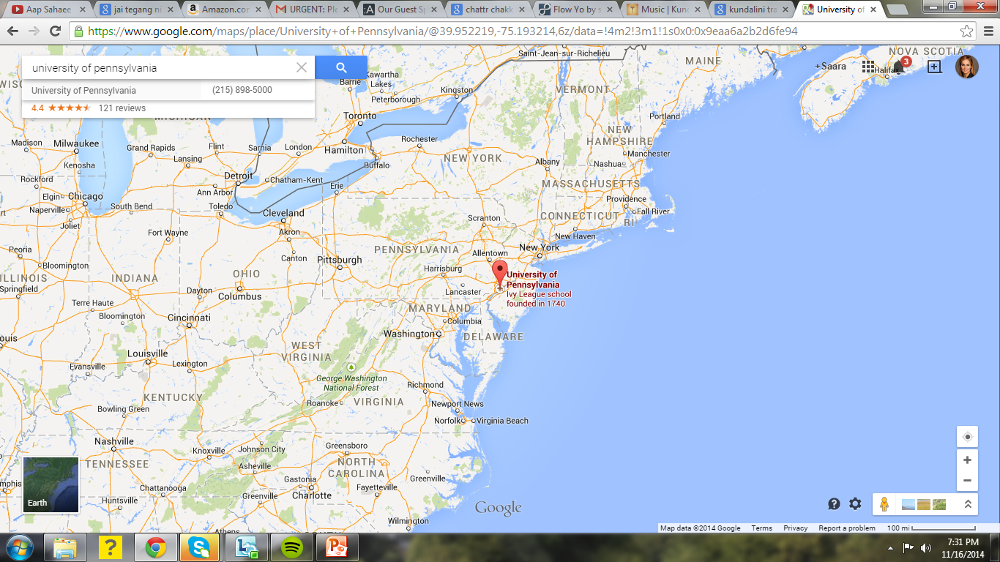 Aap Sahaee
jai tegang ni
Amazon.con
URGENT: Ple
Our Guest Sp
chattr chakk
Flow Yo by s
Music | Kund
kundalini tra
University of
https://www.google.com/maps/place/University+of+Pennsylvania/@39.952219,-75.193214,6z/data=!4m2!3m1!1s0x0:0x9eaa6a2b2d6fe94
university of pennsylvania
University of Pennsylvania (215) 898-5000
4.4 121 reviews
+Saara
3
Saint-Jean-sur-Richelieu
MAINE
NOVA SCOTIA
Halifax
Kawartha
Lakes
Barrie
Peterborough
Kingston
VERMONT
MICHIGAN
Toronto
Portland
NEW
HAMPSHIRE
Madison
Milwaukee
Grand Rapids
Flint
Sarnia
London
Hamilton
Rochester
NEW YORK
Manchester
Kenosha
Lansing
Buffalo
Albany
Nashua
Rockford
Detroit
Chatham-Kent
Erie
MASSACHUSETTS
Elgin
Chicago
Ann Arbor
Providence
Naperville
South Bend
Toledo
Cleveland
Scranton
CONNECTICUT
RI
Fall River
Joliet
Fort Wayne
Akron
New Haven
Peoria
Canton
Pittsburgh
PENNSYLVANIA
Allentown
New York
Bloomington
Harrisburg
ILLINOIS
INDIANA
OHIO
University of
Pennsylvania
Ivy League school
founded in 1740
Springfield
Dayton
Columbus
Lancaster
Terre Haute
Bloomington
Cincinnati
MARYLAND
Columbia
Washington
DELAWARE
ouis
Louisville
WEST
VIRGINIA
Evansville
Lexington
George Washington
National Forest
Richmond
KENTUCKY
Roanoke
VIRGINIA
Newport News
Bowling Green
Norfolk
Virginia Beach
Nashville
Knoxville
Johnson City
Greensboro
TENNESSEE
Asheville
NORTH
CAROLINA
mphis
Chattanooga
Gastonia
Charlotte
Fayetteville
Greenville
Huntsville
Greenville
Athens
Wilmington
Earth
Google
Map data ©2014 Google Terms Privacy Report a problem 100 mi
7:31 PM
11/16/2014